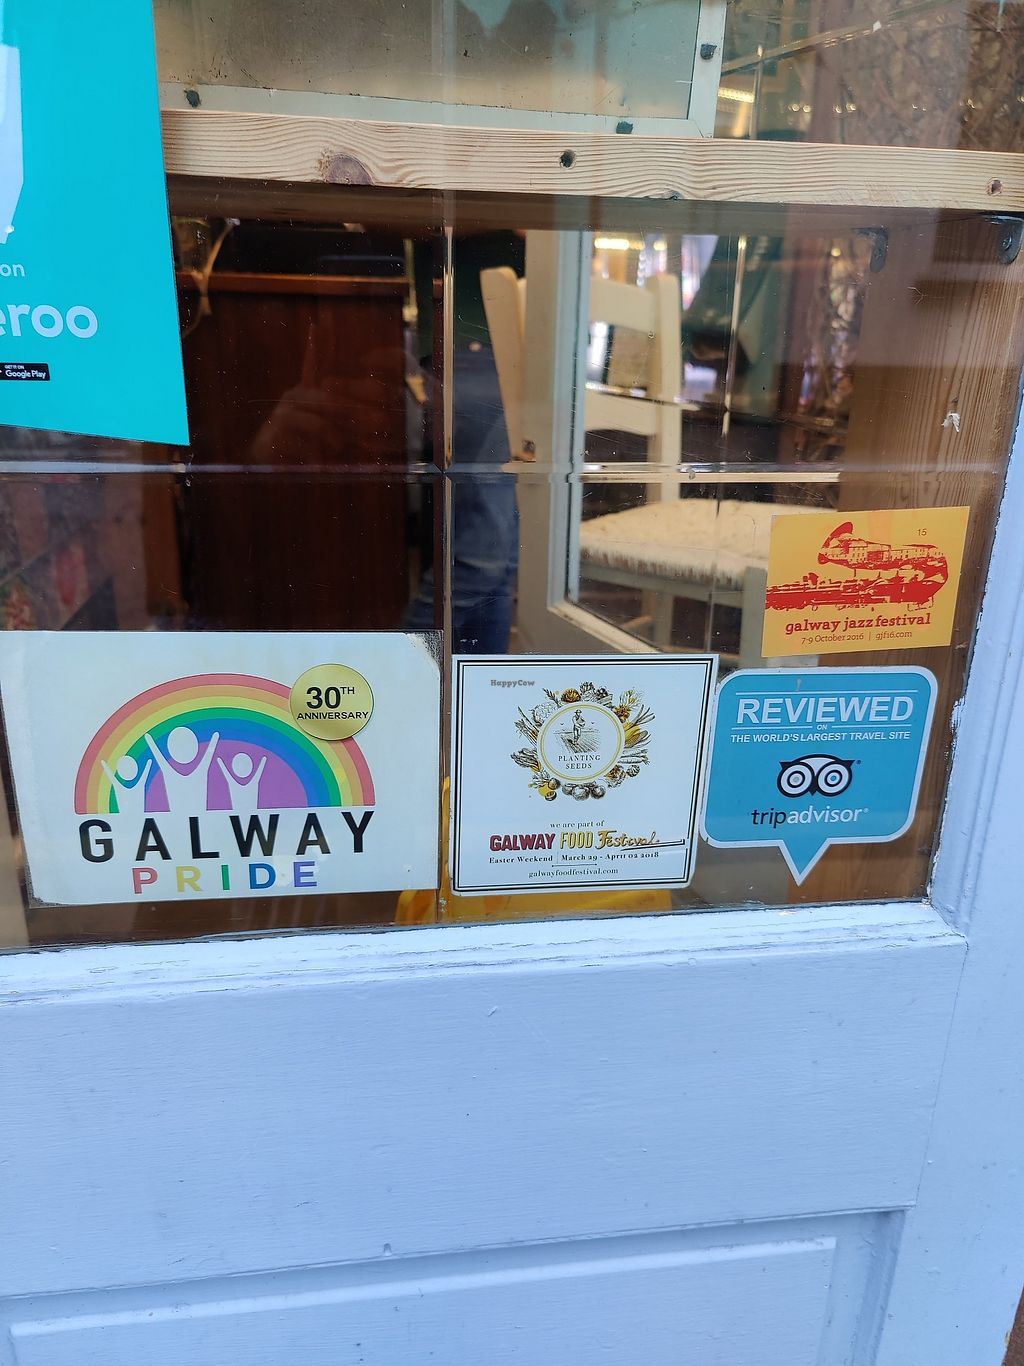 on
eroo
GET IT ON
Google Play
15
galway jazzfestival
7-9 October 2016 | gjf16.com
30TH
ANNIVERSARY
GALWAY
PRIDE
HappyCow
PLANTING
SEEDS
we are part of
GALWAY FOOD Festival
Easter Weekend | March 29 - April 02 2018
galwayfoodfestival.com
REVIEWED
ON
THE WORLD'S LARGEST TRAVEL SITE
tripadvisor®